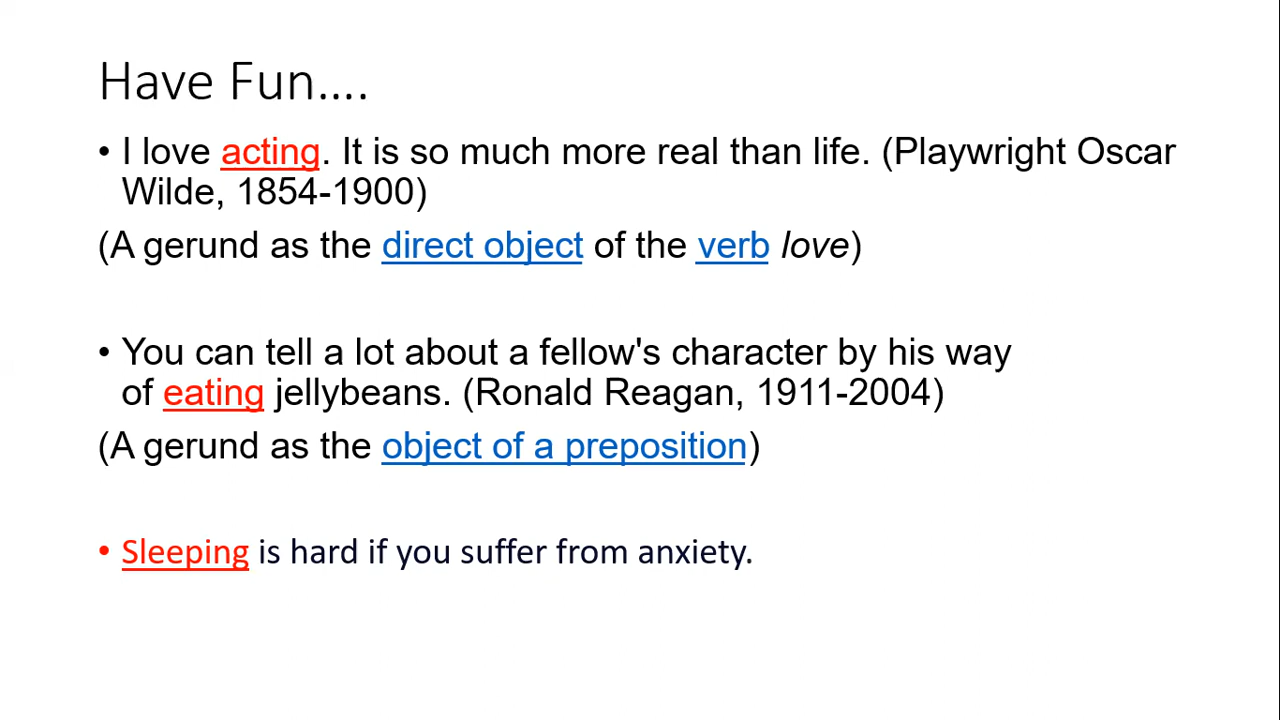 Have Fun....
• I love acting. It is so much more real than life. (Playwright Oscar
Wilde, 1854-1900)
(A gerund as the direct object of the verb love)
• You can tell a lot about a fellow's character by his way
of eating jellybeans. (Ronald Reagan, 1911-2004)
(A gerund as the object of a preposition)
• Sleeping is hard if you suffer from anxiety.